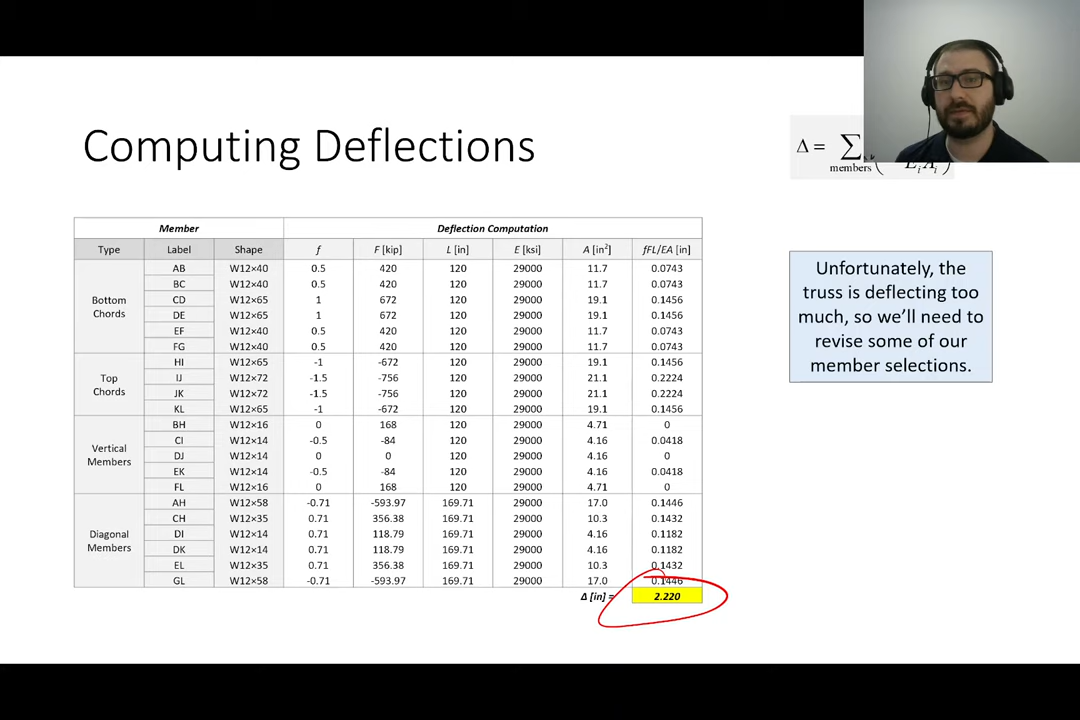 Computing Deflections
Δ = ∑
members
Member Deflection Computation
Type Label Shape f F [kip] L [in] E [ksi] A [in²] fFL/EA [in]
AB W12×40 0.5 420 120 29000 11.7 0.0743
BC W12×40 0.5 420 120 29000 11.7 0.0743
Bottom Chords
CD W12×65 1 672 120 29000 19.1 0.1456
DE W12×65 1 672 120 29000 19.1 0.1456
EF W12×40 0.5 420 120 29000 11.7 0.0743
FG W12×40 0.5 420 120 29000 11.7 0.0743
HI W12×65 -1 -672 120 29000 19.1 0.1456
Top Chords
IJ W12×72 -1.5 -756 120 29000 21.1 0.2224
JK W12×72 -1.5 -756 120 29000 21.1 0.2224
KL W12×65 -1 -672 120 29000 19.1 0.1456
BH W12×16 0 168 120 29000 4.71 0
CI W12×14 -0.5 -84 120 29000 4.16 0.0418
Vertical Members
DJ W12×14 0 0 120 29000 4.16 0
EK W12×14 -0.5 -84 120 29000 4.16 0.0418
FL W12×16 0 168 120 29000 4.71 0
AH W12×58 -0.71 -593.97 169.71 29000 17.0 0.1446
CH W12×35 0.71 356.38 169.71 29000 10.3 0.1432
Diagonal Members
DI W12×14 0.71 118.79 169.71 29000 4.16 0.1182
DK W12×14 0.71 118.79 169.71 29000 4.16 0.1182
EL W12×35 0.71 356.38 169.71 29000 10.3 0.1432
GL W12×58 -0.71 -593.97 169.71 29000 17.0 0.1446
Δ [in] = 2.220
Unfortunately, the
truss is deflecting too
much, so we'll need to
revise some of our
member selections.